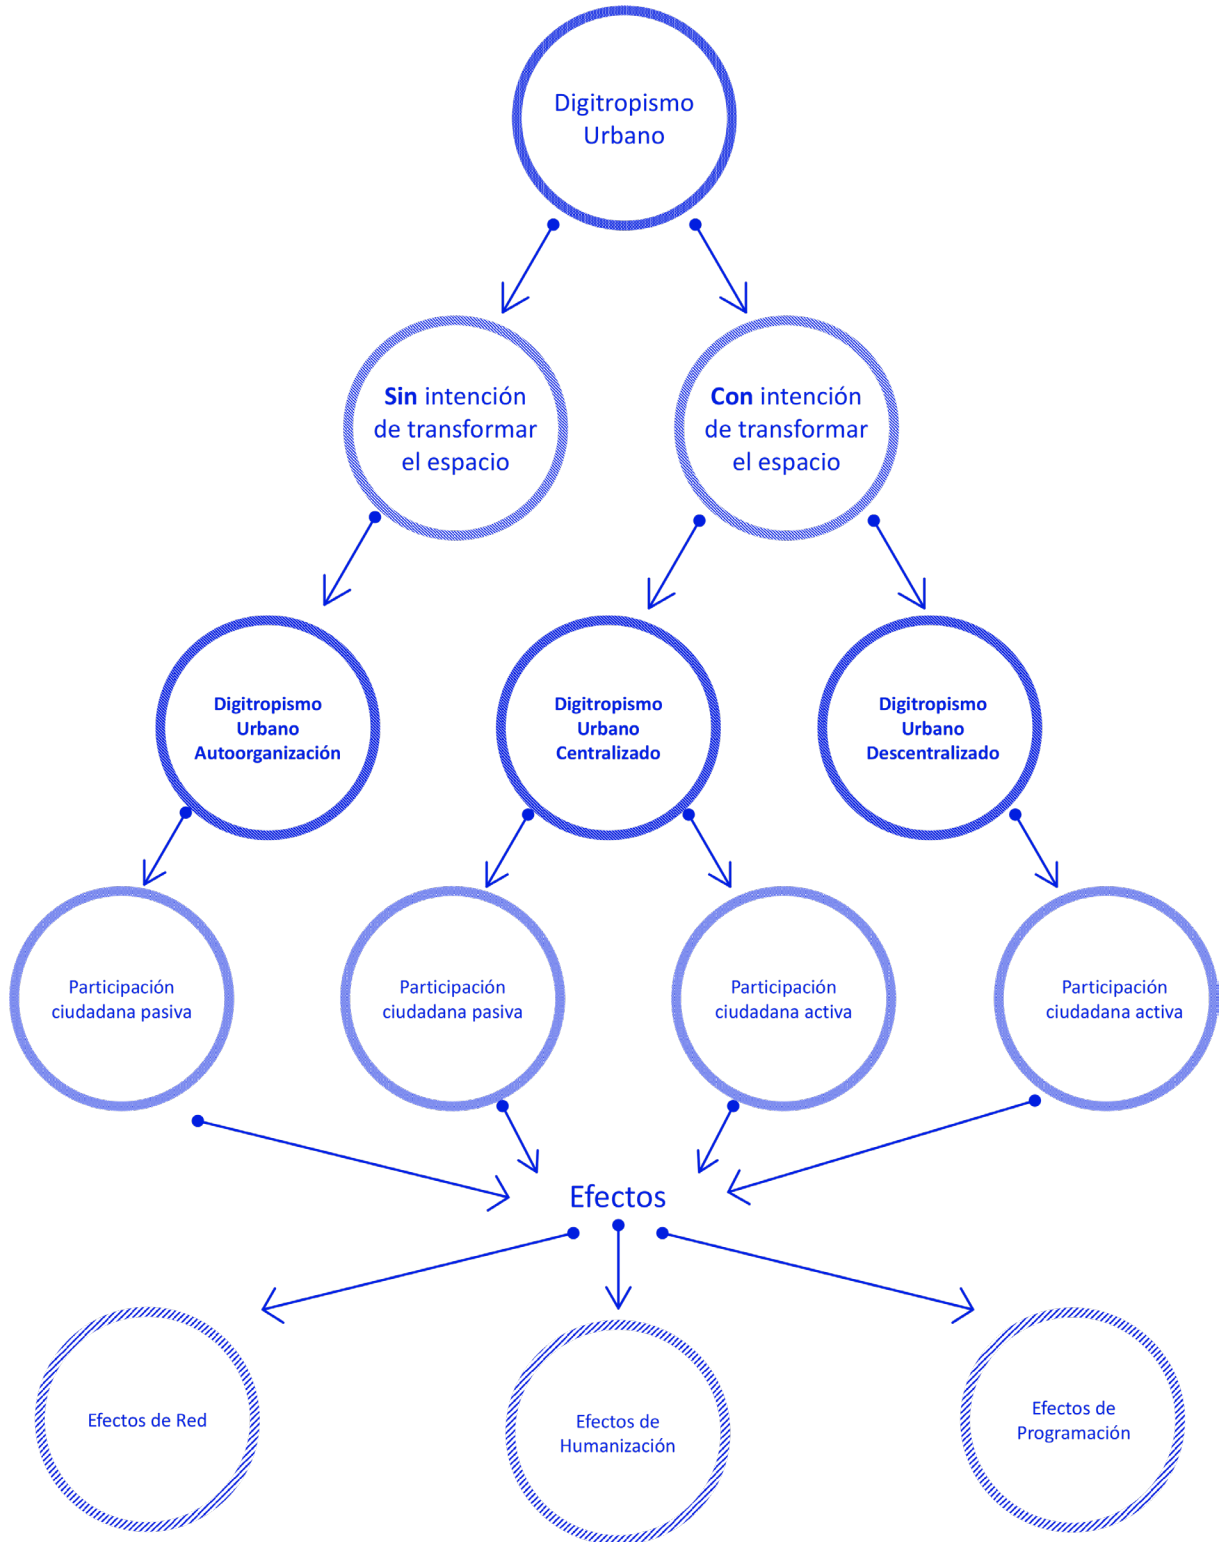 Digitropismo
Urbano
Sin intención
de transformar
el espacio
Con intención
de transformar
el espacio
Digitropismo
Urbano
Autoorganización
Digitropismo
Urbano
Centralizado
Digitropismo
Urbano
Descentralizado
Participación
ciudadana pasiva
Participación
ciudadana pasiva
Participación
ciudadana activa
Participación
ciudadana activa
Efectos
Efectos de Red
Efectos de
Humanización
Efectos de
Programación